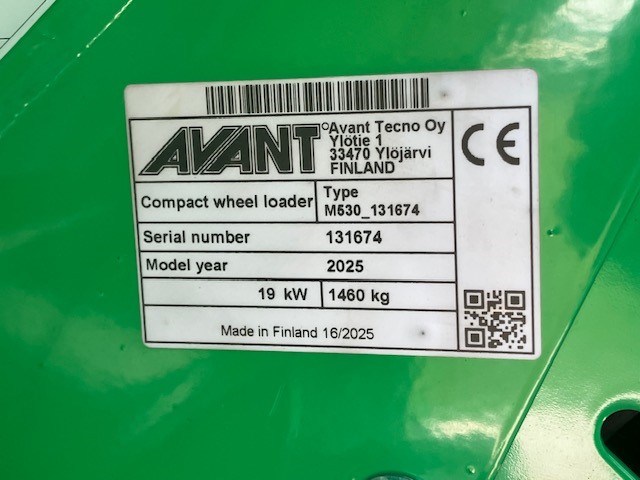 AVANT
Avant Tecno Oy
Ylötie 1
33470 Ylöjärvi
FINLAND
CE
Compact wheel loader
Type
M530_131674
Serial number 131674
Model year 2025
19 kW 1460 kg
Made in Finland 16/2025